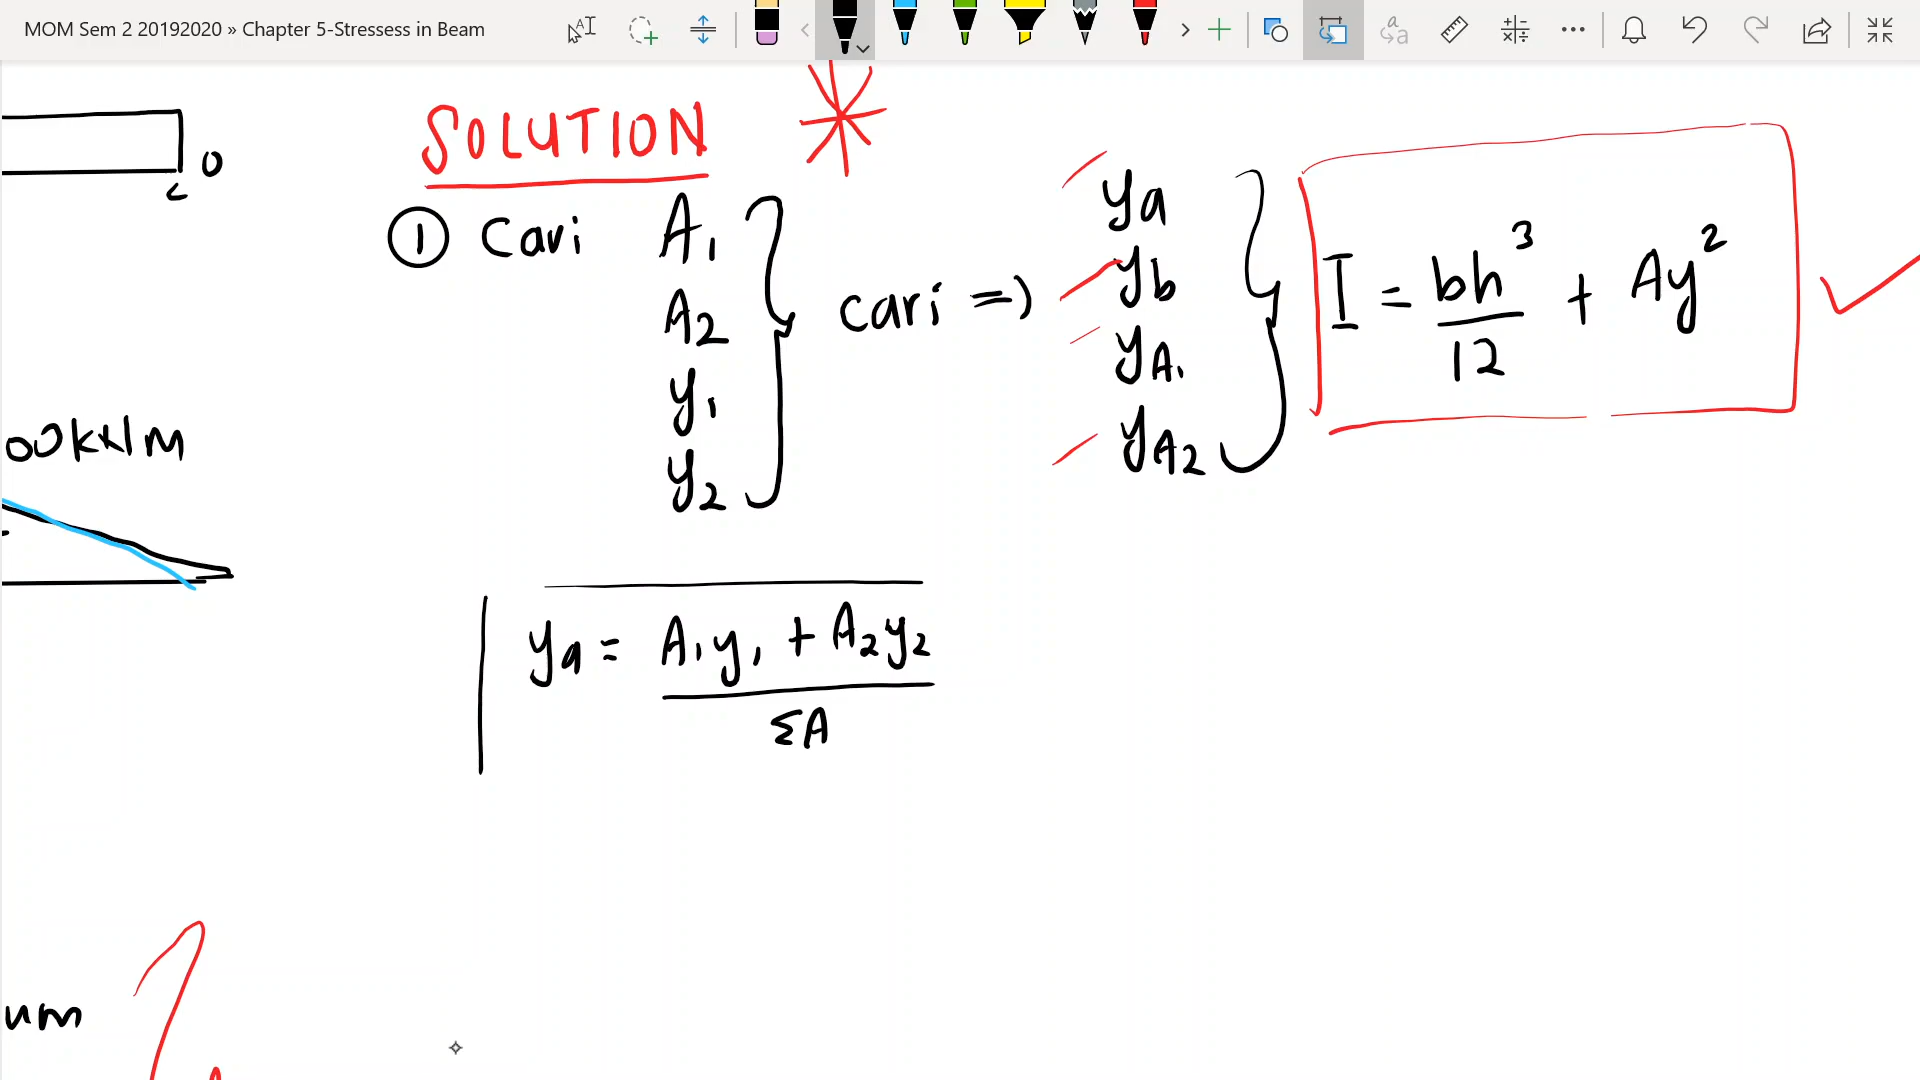 MOM Sem 2 20192020 » Chapter 5-Stressess in Beam
SOLUTION
0
① Cari A₁
A₂
y₁
y₂
cari =>
ya
yb
yA₁
yA₂
I = bh³/12 + Ay²
00kNm
ya = A₁y₁ + A₂y₂
ΣA
um